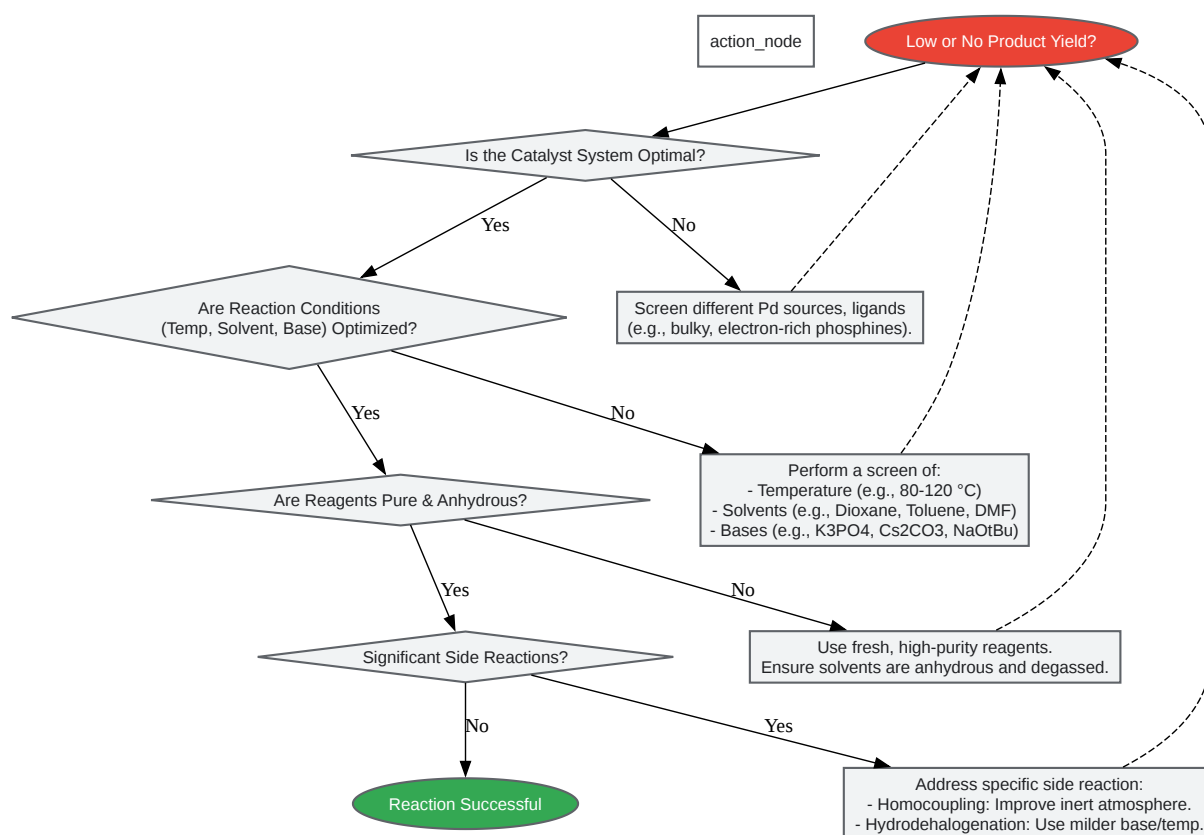 action_node
Low or No Product Yield?
Is the Catalyst System Optimal?
Yes
No
Are Reaction Conditions
(Temp, Solvent, Base) Optimized?
Screen different Pd sources, ligands
(e.g., bulky, electron-rich phosphines).
Yes
No
Perform a screen of:
- Temperature (e.g., 80-120 °C)
- Solvents (e.g., Dioxane, Toluene, DMF)
- Bases (e.g., K3PO4, Cs2CO3, NaOtBu)
Are Reagents Pure & Anhydrous?
Yes
No
Use fresh, high-purity reagents.
Ensure solvents are anhydrous and degassed.
Significant Side Reactions?
No
Yes
Reaction Successful
Address specific side reaction:
- Homocoupling: Improve inert atmosphere.
- Hydrodehalogenation: Use milder base/temp.